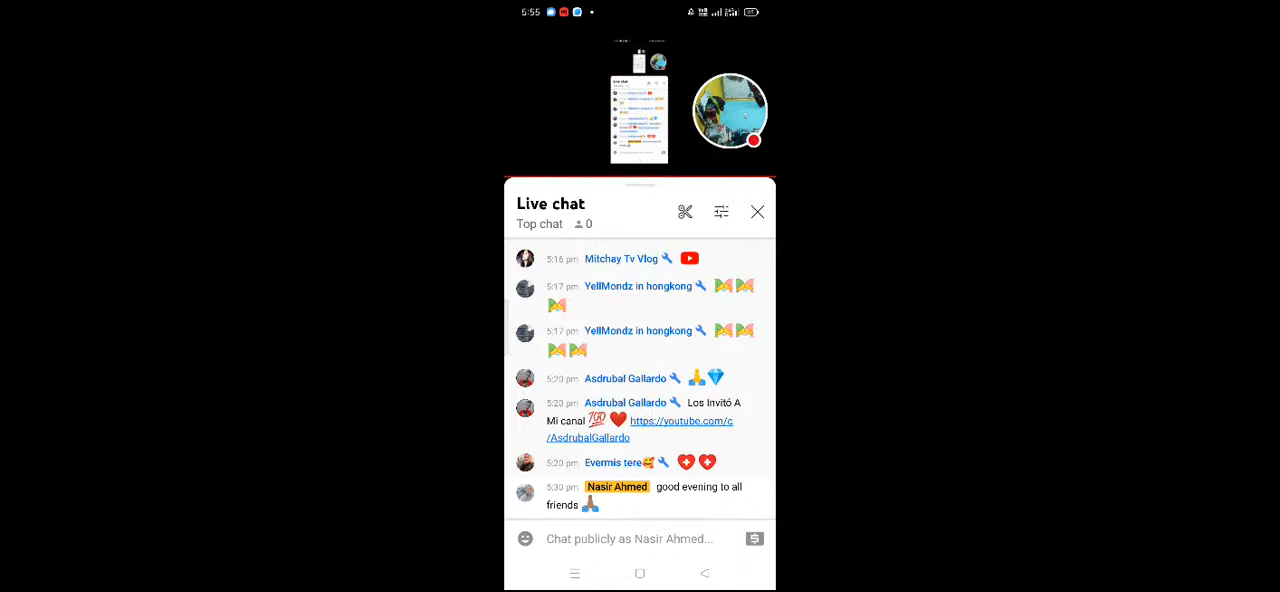 5:55
Live chat
Top chat 0
5:16 pm Mitchay Tv Vlog
5:17 pm YellMondz in hongkong
5:17 pm YellMondz in hongkong
5:20 pm Asdrubal Gallardo
5:20 pm Asdrubal Gallardo Los Invitó A
Mi canal 💯 ❤️ https://youtube.com/c
/AsdrubalGallardo
5:20 pm Evermis tere🥰
5:30 pm Nasir Ahmed good evening to all
friends 🙏🏽
Chat publicly as Nasir Ahmed...